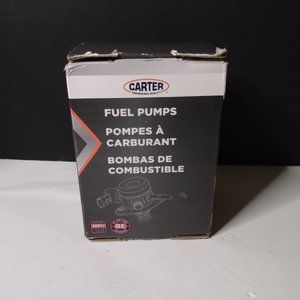 CARTER
FUEL PUMPS
POMPES À
CARBURANT
BOMBAS DE
COMBUSTIBLE